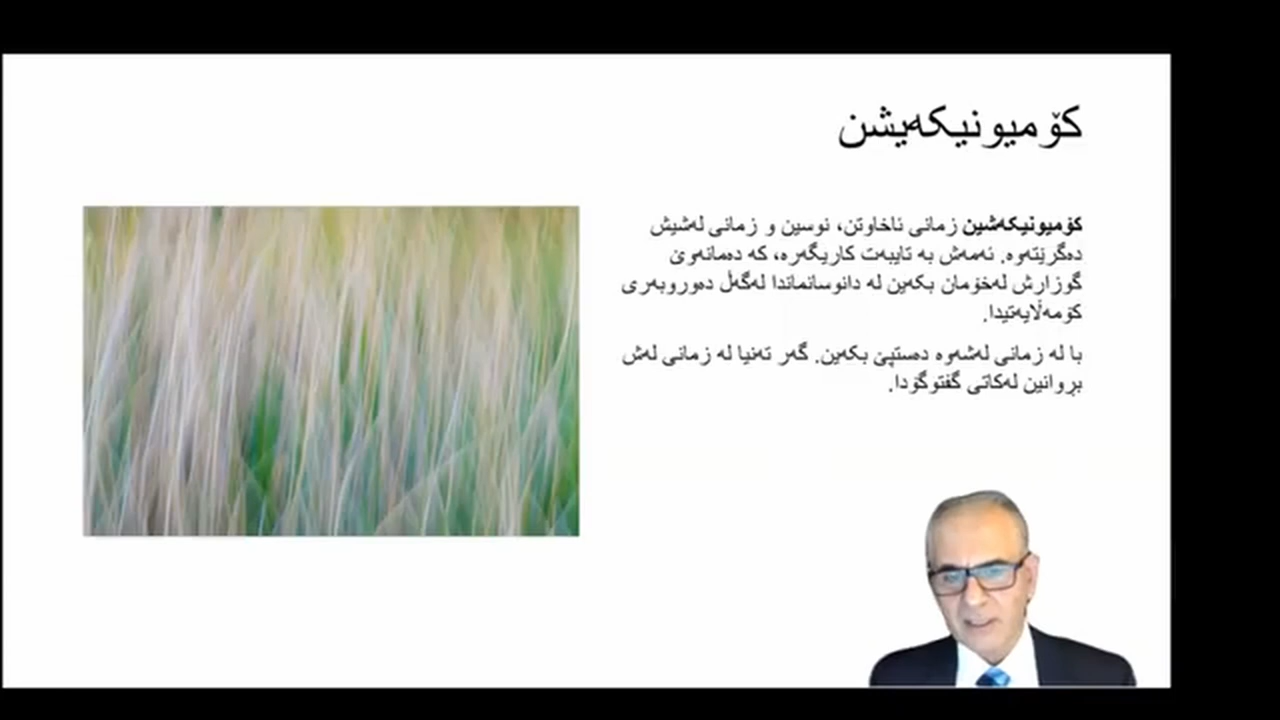 کۆمیونیکەیشن
کۆمیونیکەشین زمانی ئاخاوتن، نوسین و زمانی لەشیش
دەگرێتەوە. ئەمەش بە تایبەت کاریگەرە، کە دەمانەوێ
گوزارش لەخۆمان بکەین لە دانوسانماندا لەگەڵ دەوروبەری
کۆمەڵایەتیدا.
با لە زمانی لەشەوە دەستپێ بکەین. گەر تەنیا لە زمانی لەش
بڕوانین لەکاتی گفتوگۆدا.